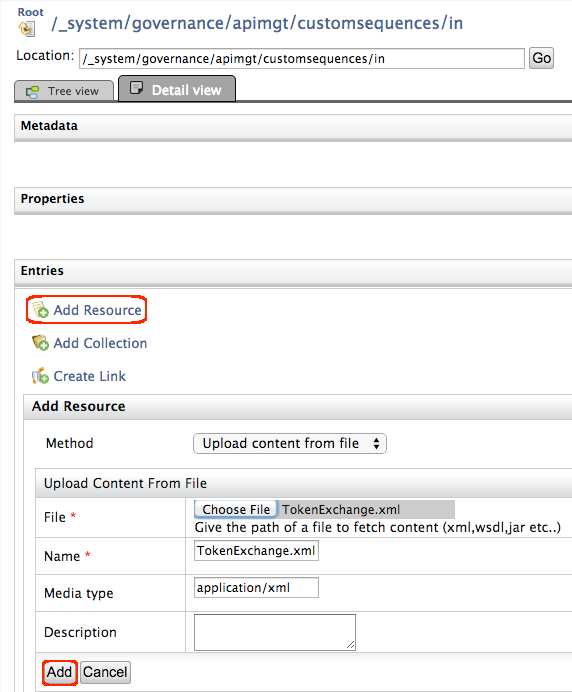 Root
/_system/governance/apimgt/customsequences/in
Location: /_system/governance/apimgt/customsequences/in Go
Tree view Detail view
Metadata
Properties
Entries
Add Resource
Add Collection
Create Link
Add Resource
Method Upload content from file
Upload Content From File
File * Choose File TokenExchange.xml
Give the path of a file to fetch content (xml,wsdl,jar etc..)
Name * TokenExchange.xml
Media type application/xml
Description
Add Cancel